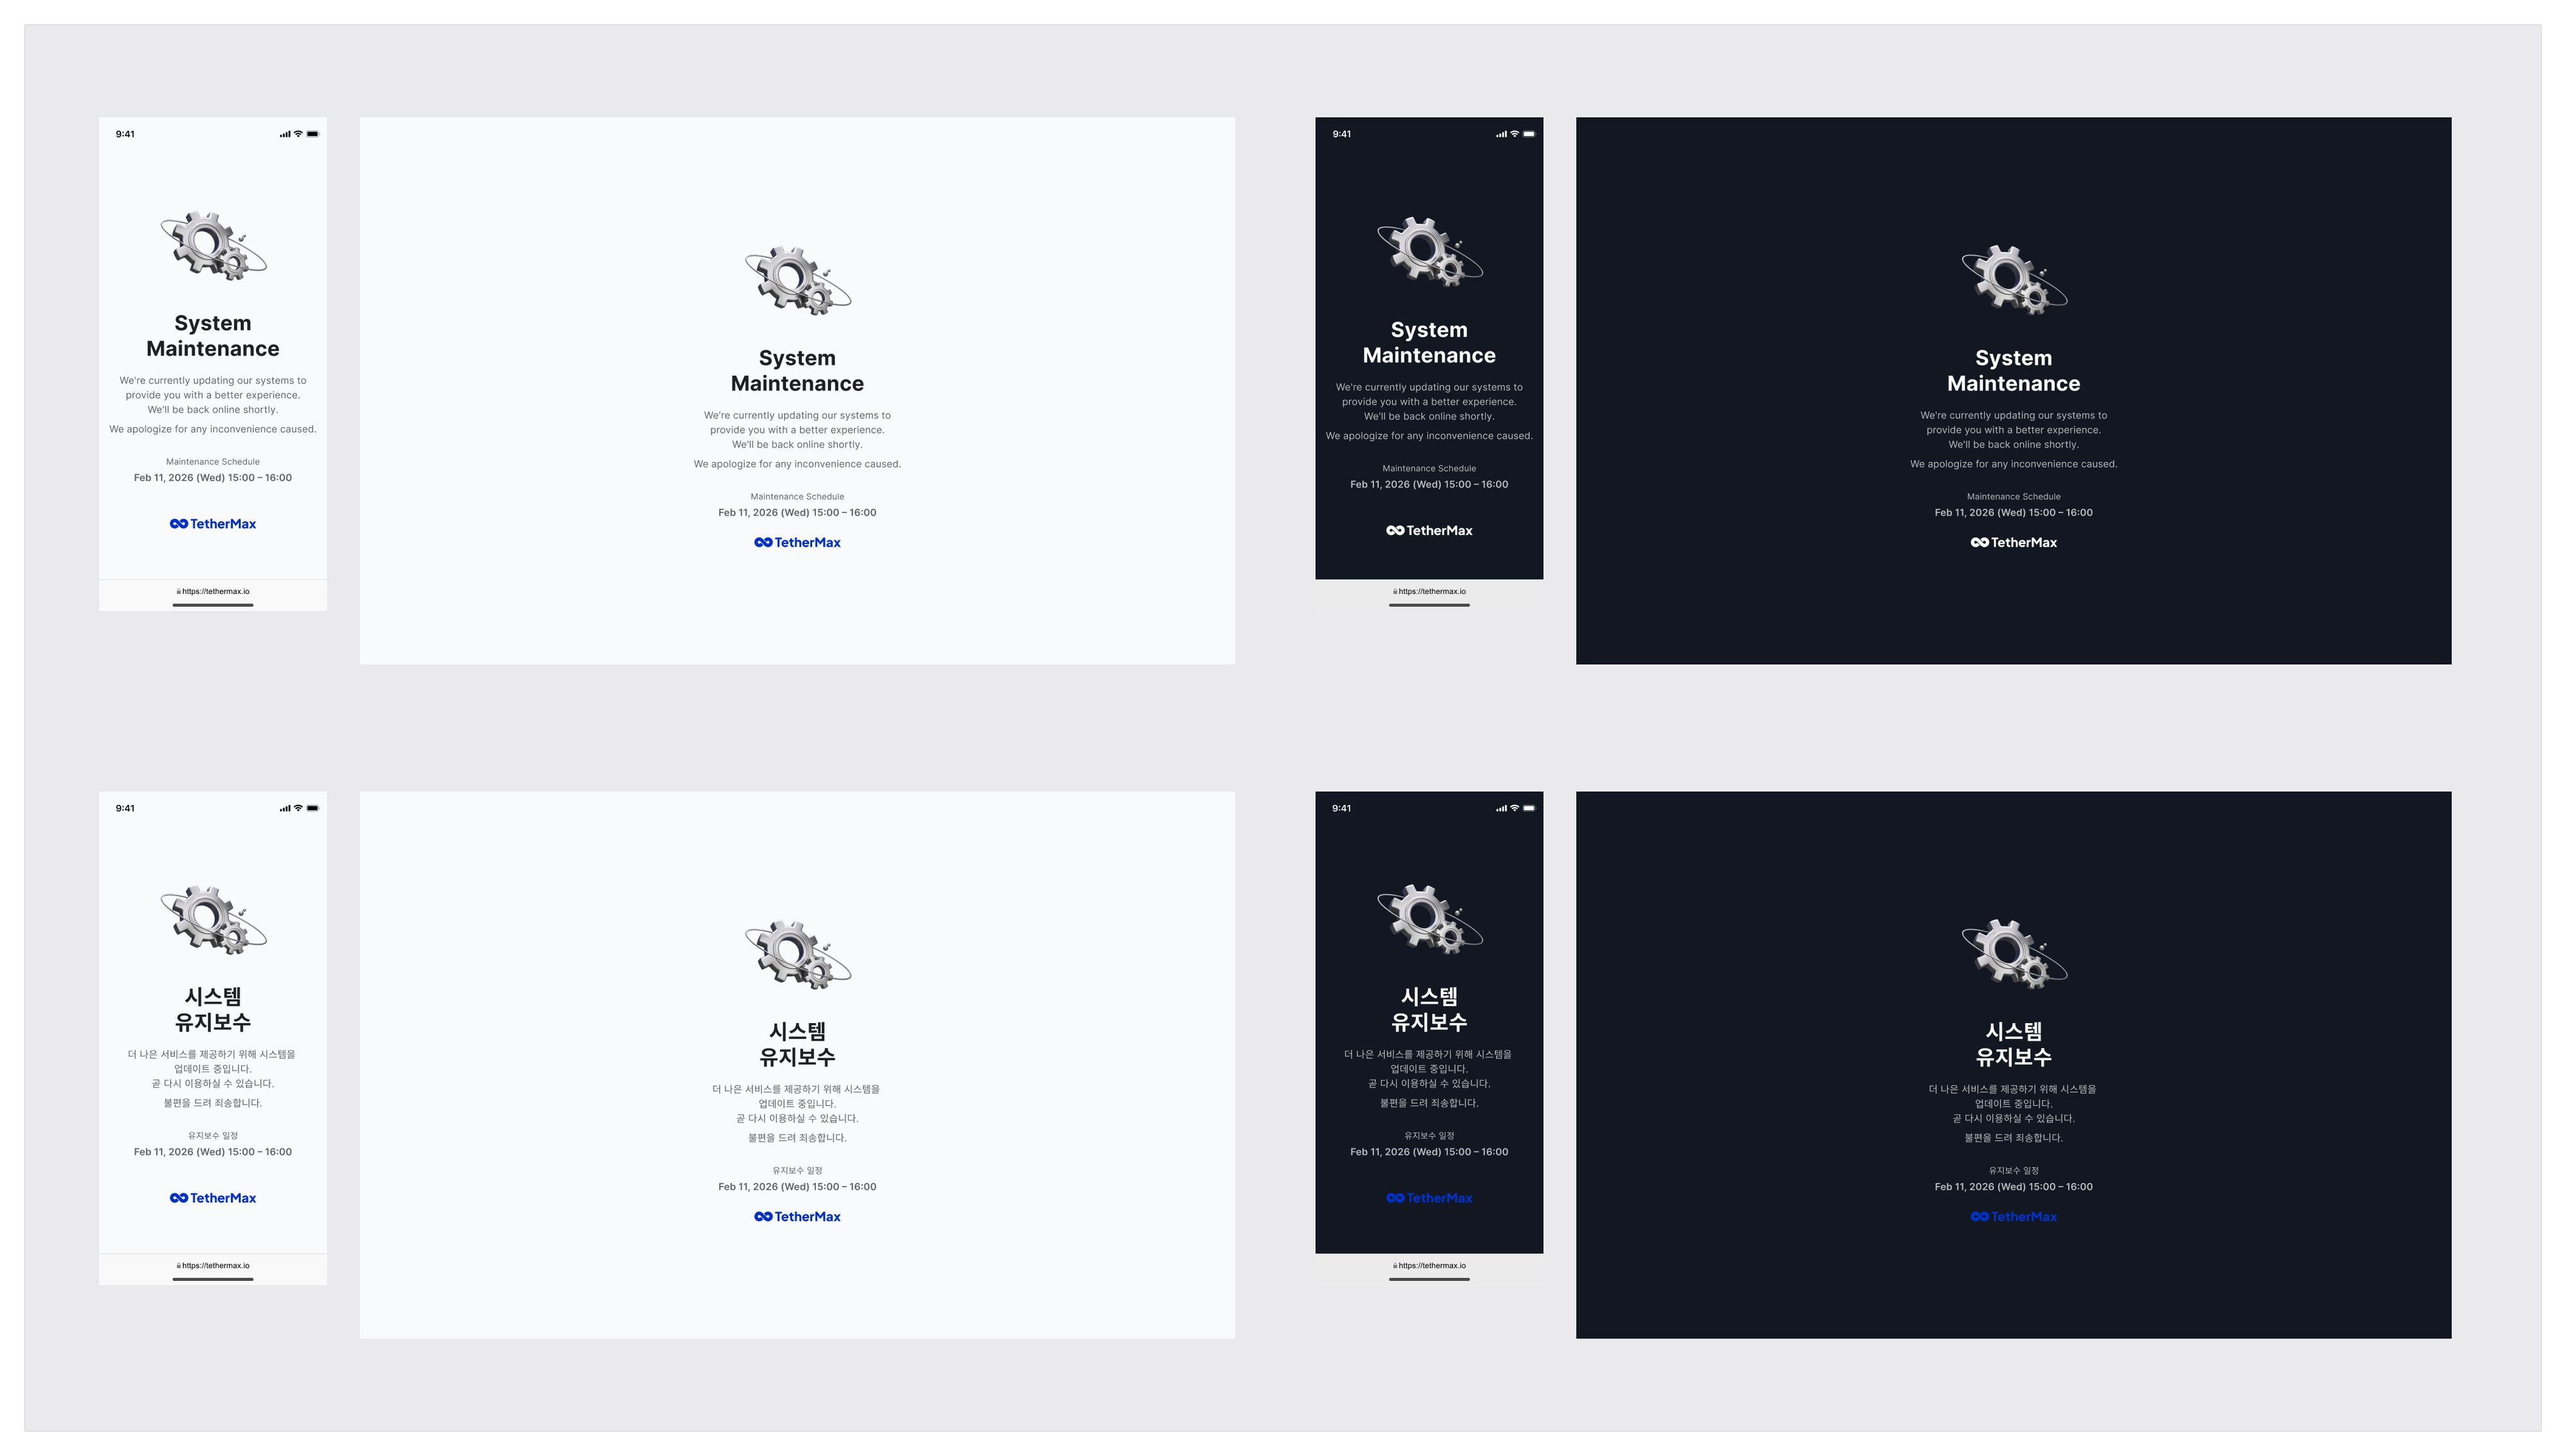 9:41
System
Maintenance
We're currently updating our systems to
provide you with a better experience.
We'll be back online shortly.
We apologize for any inconvenience caused.
Maintenance Schedule
Feb 11, 2026 (Wed) 15:00 – 16:00
TetherMax
https://tethermax.io
System
Maintenance
We're currently updating our systems to
provide you with a better experience.
We'll be back online shortly.
We apologize for any inconvenience caused.
Maintenance Schedule
Feb 11, 2026 (Wed) 15:00 – 16:00
TetherMax
9:41
System
Maintenance
We're currently updating our systems to
provide you with a better experience.
We'll be back online shortly.
We apologize for any inconvenience caused.
Maintenance Schedule
Feb 11, 2026 (Wed) 15:00 – 16:00
TetherMax
https://tethermax.io
System
Maintenance
We're currently updating our systems to
provide you with a better experience.
We'll be back online shortly.
We apologize for any inconvenience caused.
Maintenance Schedule
Feb 11, 2026 (Wed) 15:00 – 16:00
TetherMax
9:41
시스템
유지보수
더 나은 서비스를 제공하기 위해 시스템을
업데이트 중입니다.
곧 다시 이용하실 수 있습니다.
불편을 드려 죄송합니다.
유지보수 일정
Feb 11, 2026 (Wed) 15:00 – 16:00
TetherMax
https://tethermax.io
시스템
유지보수
더 나은 서비스를 제공하기 위해 시스템을
업데이트 중입니다.
곧 다시 이용하실 수 있습니다.
불편을 드려 죄송합니다.
유지보수 일정
Feb 11, 2026 (Wed) 15:00 – 16:00
TetherMax
9:41
시스템
유지보수
더 나은 서비스를 제공하기 위해 시스템을
업데이트 중입니다.
곧 다시 이용하실 수 있습니다.
불편을 드려 죄송합니다.
유지보수 일정
Feb 11, 2026 (Wed) 15:00 – 16:00
TetherMax
https://tethermax.io
시스템
유지보수
더 나은 서비스를 제공하기 위해 시스템을
업데이트 중입니다.
곧 다시 이용하실 수 있습니다.
불편을 드려 죄송합니다.
유지보수 일정
Feb 11, 2026 (Wed) 15:00 – 16:00
TetherMax